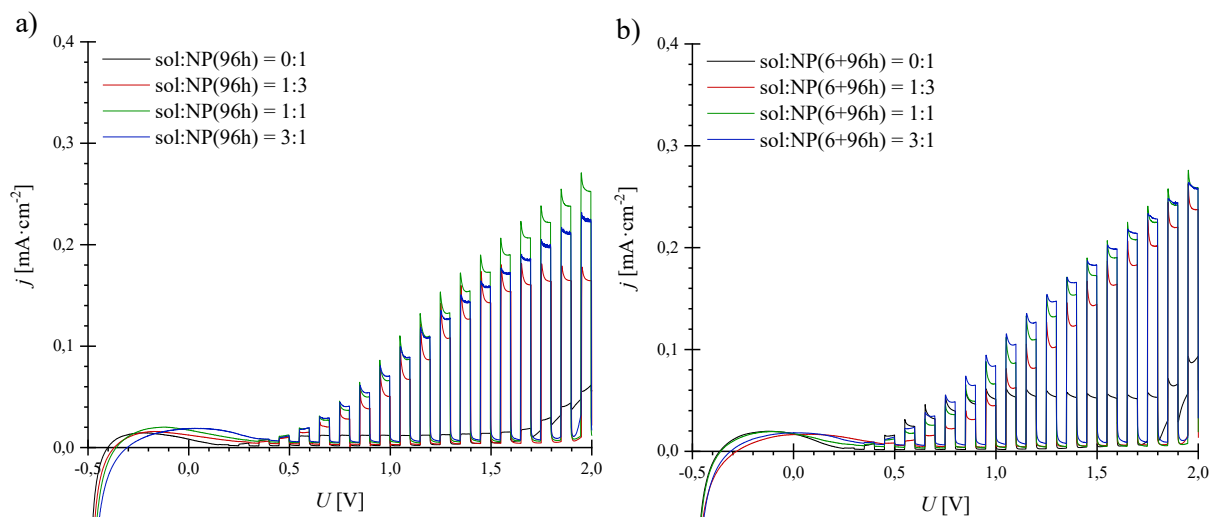 a)
0,4
0,3
0,2
0,1
0,0
-0,5
0,0
0,5
1,0
1,5
2,0
j [mA·cm⁻²]
U [V]
sol:NP(96h) = 0:1
sol:NP(96h) = 1:3
sol:NP(96h) = 1:1
sol:NP(96h) = 3:1
b)
0,4
0,3
0,2
0,1
0,0
-0,5
0,0
0,5
1,0
1,5
2,0
j [mA·cm⁻²]
U [V]
sol:NP(6+96h) = 0:1
sol:NP(6+96h) = 1:3
sol:NP(6+96h) = 1:1
sol:NP(6+96h) = 3:1